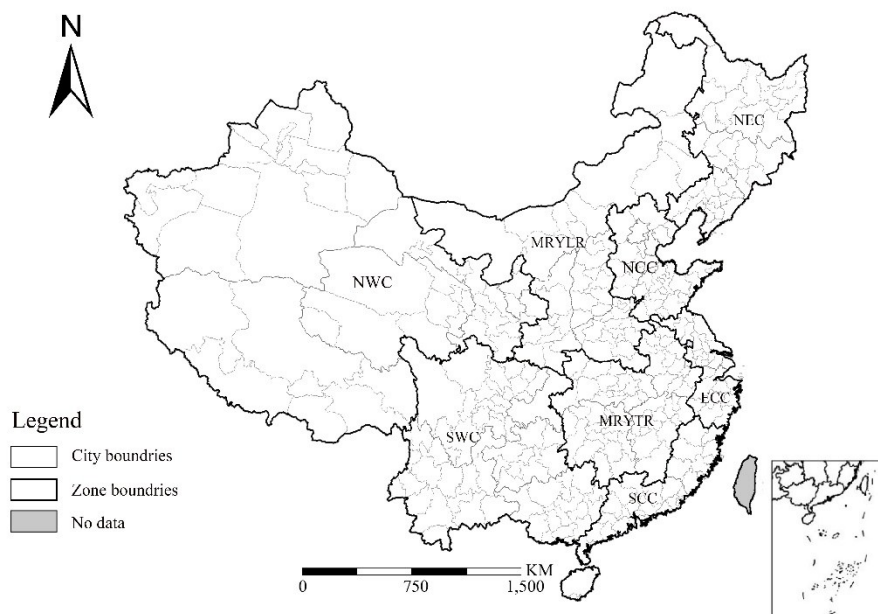 N
NEC
MRYLR
NCC
NWC
ECC
MRYTR
SWC
SCC
Legend
City boundries
Zone boundries
No data
KM
0 750 1,500